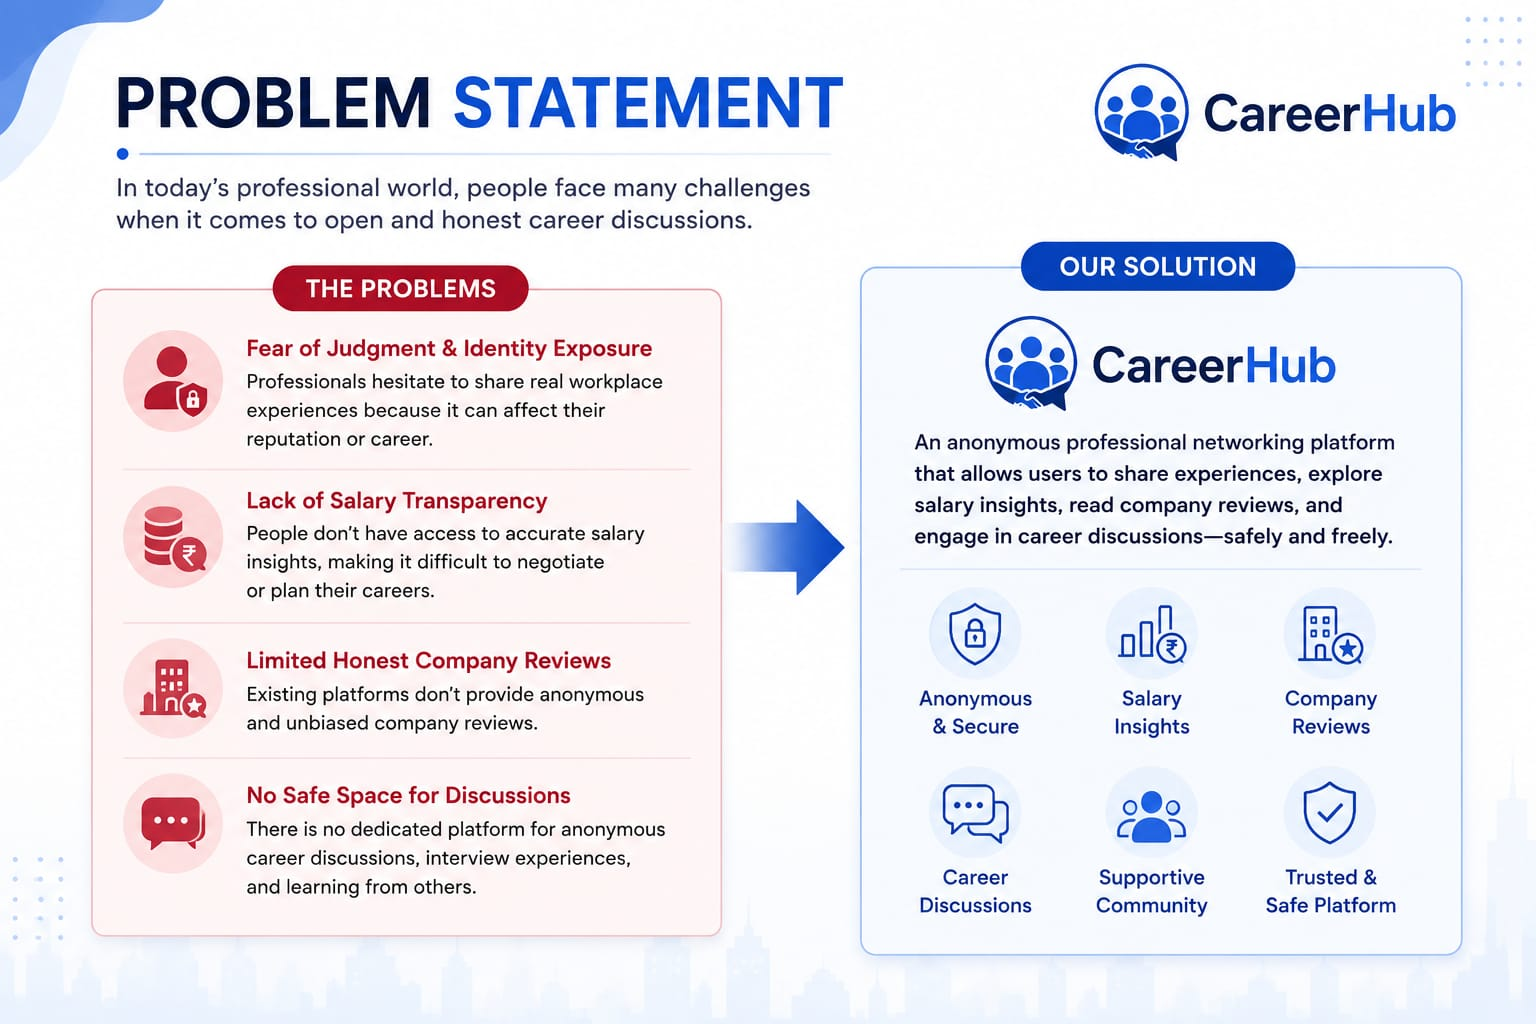 PROBLEM STATEMENT
CareerHub
In today's professional world, people face many challenges
when it comes to open and honest career discussions.
THE PROBLEMS
Fear of Judgment & Identity Exposure
Professionals hesitate to share real workplace
experiences because it can affect their
reputation or career.
₹
Lack of Salary Transparency
People don't have access to accurate salary
insights, making it difficult to negotiate
or plan their careers.
Limited Honest Company Reviews
Existing platforms don't provide anonymous
and unbiased company reviews.
No Safe Space for Discussions
There is no dedicated platform for anonymous
career discussions, interview experiences,
and learning from others.
OUR SOLUTION
CareerHub
An anonymous professional networking platform
that allows users to share experiences, explore
salary insights, read company reviews, and
engage in career discussions—safely and freely.
Anonymous
& Secure
₹
Salary
Insights
Company
Reviews
Career
Discussions
Supportive
Community
Trusted &
Safe Platform